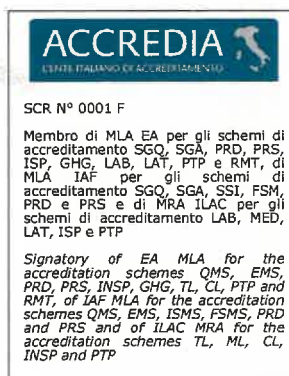 ACCREDIA
L'ENTE ITALIANO DI ACCREDITAMENTO
SCR N° 0001 F
Membro di MLA EA per gli schemi di
accreditamento SGQ, SGA, PRD, PRS,
ISP, GHG, LAB, LAT, PTP e RMT, di
MLA IAF per gli schemi di
accreditamento SGQ, SGA, SSI, FSM,
PRD e PRS e di MRA ILAC per gli
schemi di accreditamento LAB, MED,
LAT, ISP e PTP
Signatory of EA MLA for the
accreditation schemes QMS, EMS,
PRD, PRS, INSP, GHG, TL, CL, PTP and
RMT, of IAF MLA for the accreditation
schemes QMS, EMS, ISMS, FSMS, PRD
and PRS and of ILAC MRA for the
accreditation schemes TL, ML, CL,
INSP and PTP